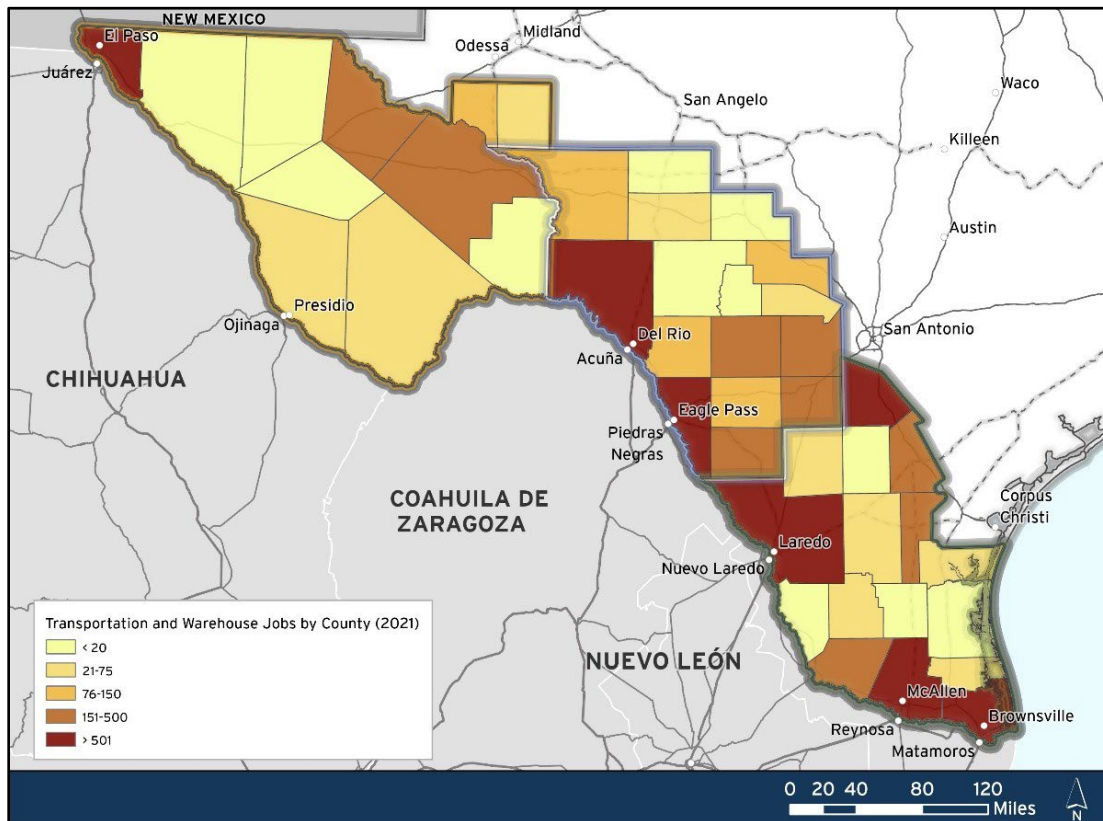 NEW MEXICO
El Paso
Juárez
Odessa
Midland
San Angelo
Waco
Killeen
Austin
San Antonio
Presidio
Ojinaga
CHIHUAHUA
Del Rio
Acuña
Eagle Pass
Piedras
Negras
COAHUILA DE
ZARAGOZA
Corpus
Christi
Laredo
Nuevo Laredo
NUEVO LEÓN
McAllen
Reynosa
Brownsville
Matamoros
Transportation and Warehouse Jobs by County (2021)
< 20
21-75
76-150
151-500
> 501
0 20 40 80 120
Miles
N